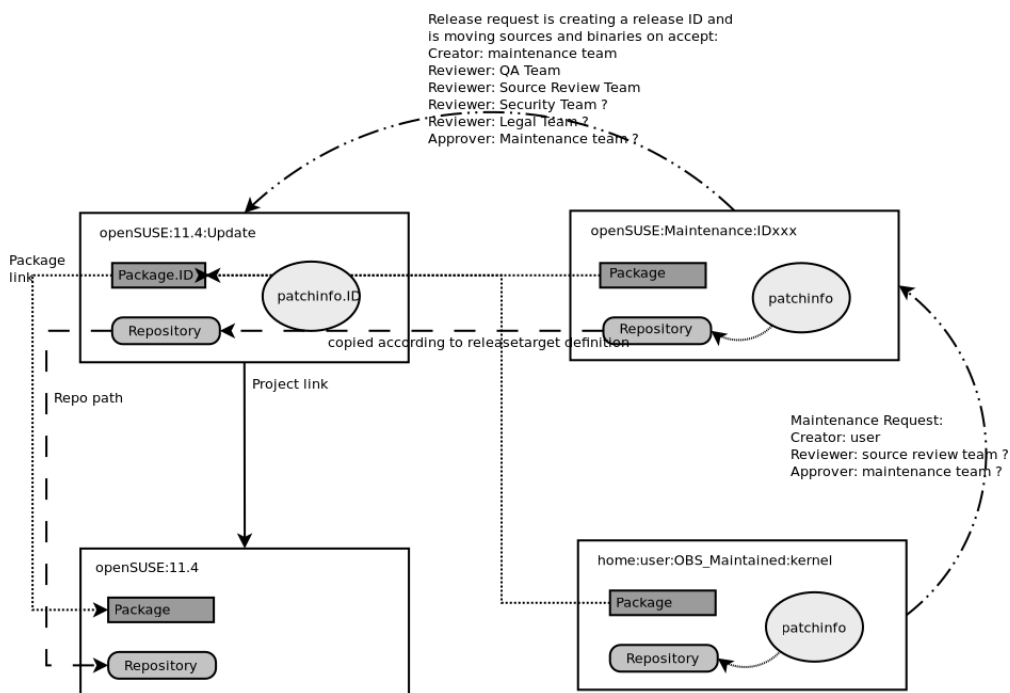 Release request is creating a release ID and
is moving sources and binaries on accept:
Creator: maintenance team
Reviewer: QA Team
Reviewer: Source Review Team
Reviewer: Security Team ?
Reviewer: Legal Team ?
Approver: Maintenance team ?
openSUSE:11.4:Update
openSUSE:Maintenance:IDxxx
Package
link
Package.ID
patchinfo.ID
Package
patchinfo
Repository
Repository
copied according to releasetarget definition
Project link
Repo path
Maintenance Request:
Creator: user
Reviewer: source review team ?
Approver: maintenance team ?
openSUSE:11.4
home:user:OBS_Maintained:kernel
Package
Package
patchinfo
Repository
Repository